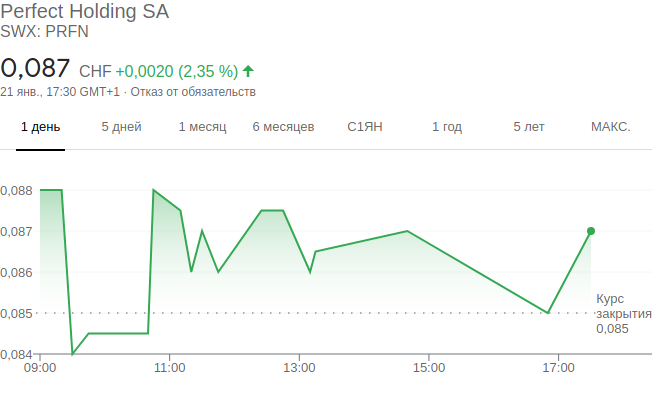 Perfect Holding SA
SWX: PRFN
0,087 CHF +0,0020 (2,35 %)
21 янв., 17:30 GMT+1 · Отказ от обязательств
1 день 5 дней 1 месяц 6 месяцев С1ЯН 1 год 5 лет МАКС.
0,088
0,087
0,086
0,085
0,084
Курс
закрытия
0,085
09:00 11:00 13:00 15:00 17:00